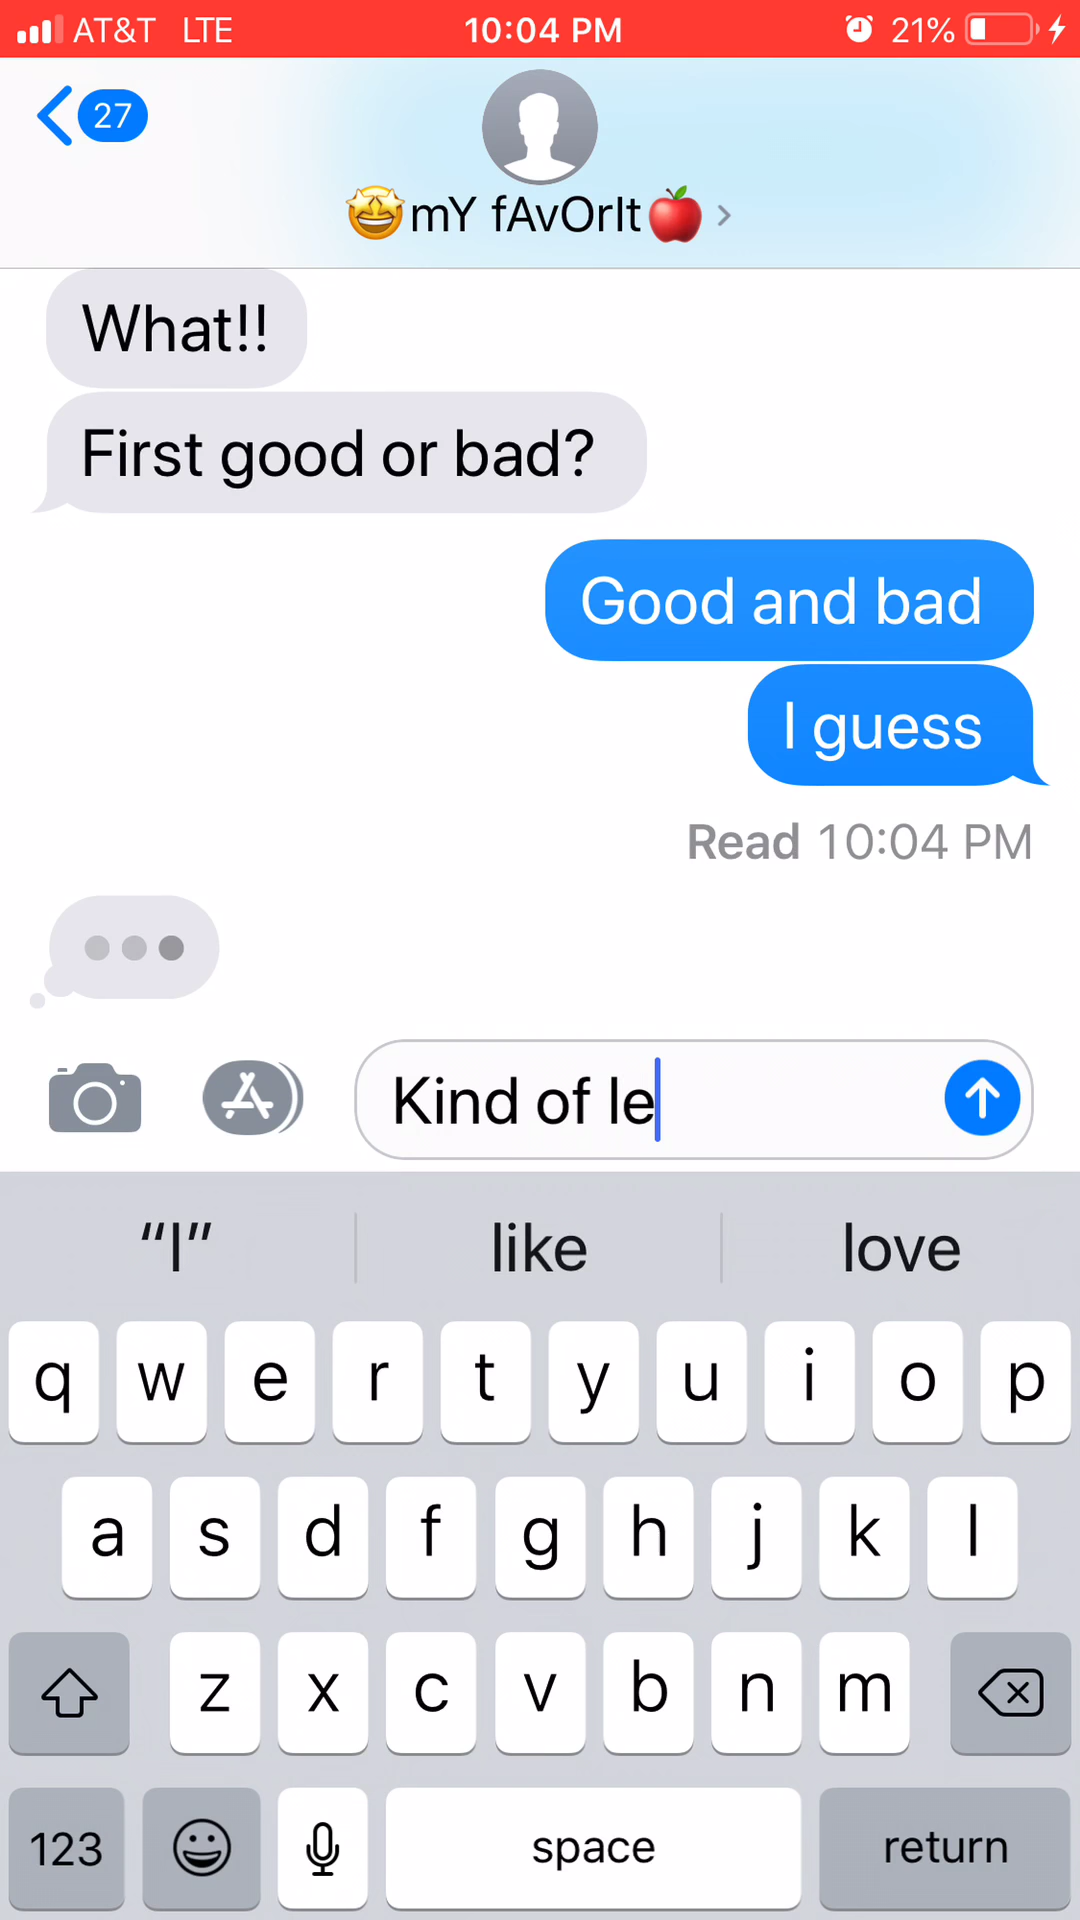 AT&T LTE 10:04 PM 21%
27
🤩mY fAvOrIt🍎
What!!
First good or bad?
Good and bad
I guess
Read 10:04 PM
Kind of le
“l” like love
q w e r t y u i o p
a s d f g h j k l
z x c v b n m
123 space return